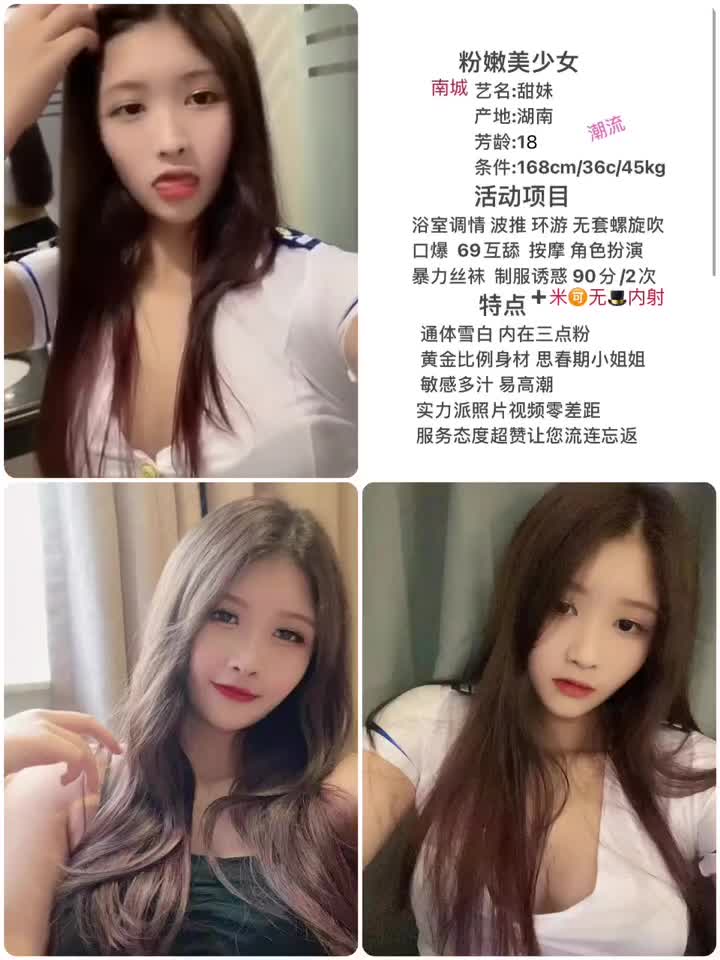 粉嫩美少女
南城 艺名:甜妹
产地:湖南
潮流
芳龄:18
条件:168cm/36c/45kg
活动项目
浴室调情 波推 环游 无套螺旋吹
口爆 69互舔 按摩 角色扮演
暴力丝袜 制服诱惑 90分/2次
特点 ➕米🉑无🎩内射
通体雪白 内在三点粉
黄金比例身材 思春期小姐姐
敏感多汁 易高潮
实力派照片视频零差距
服务态度超赞让您流连忘返